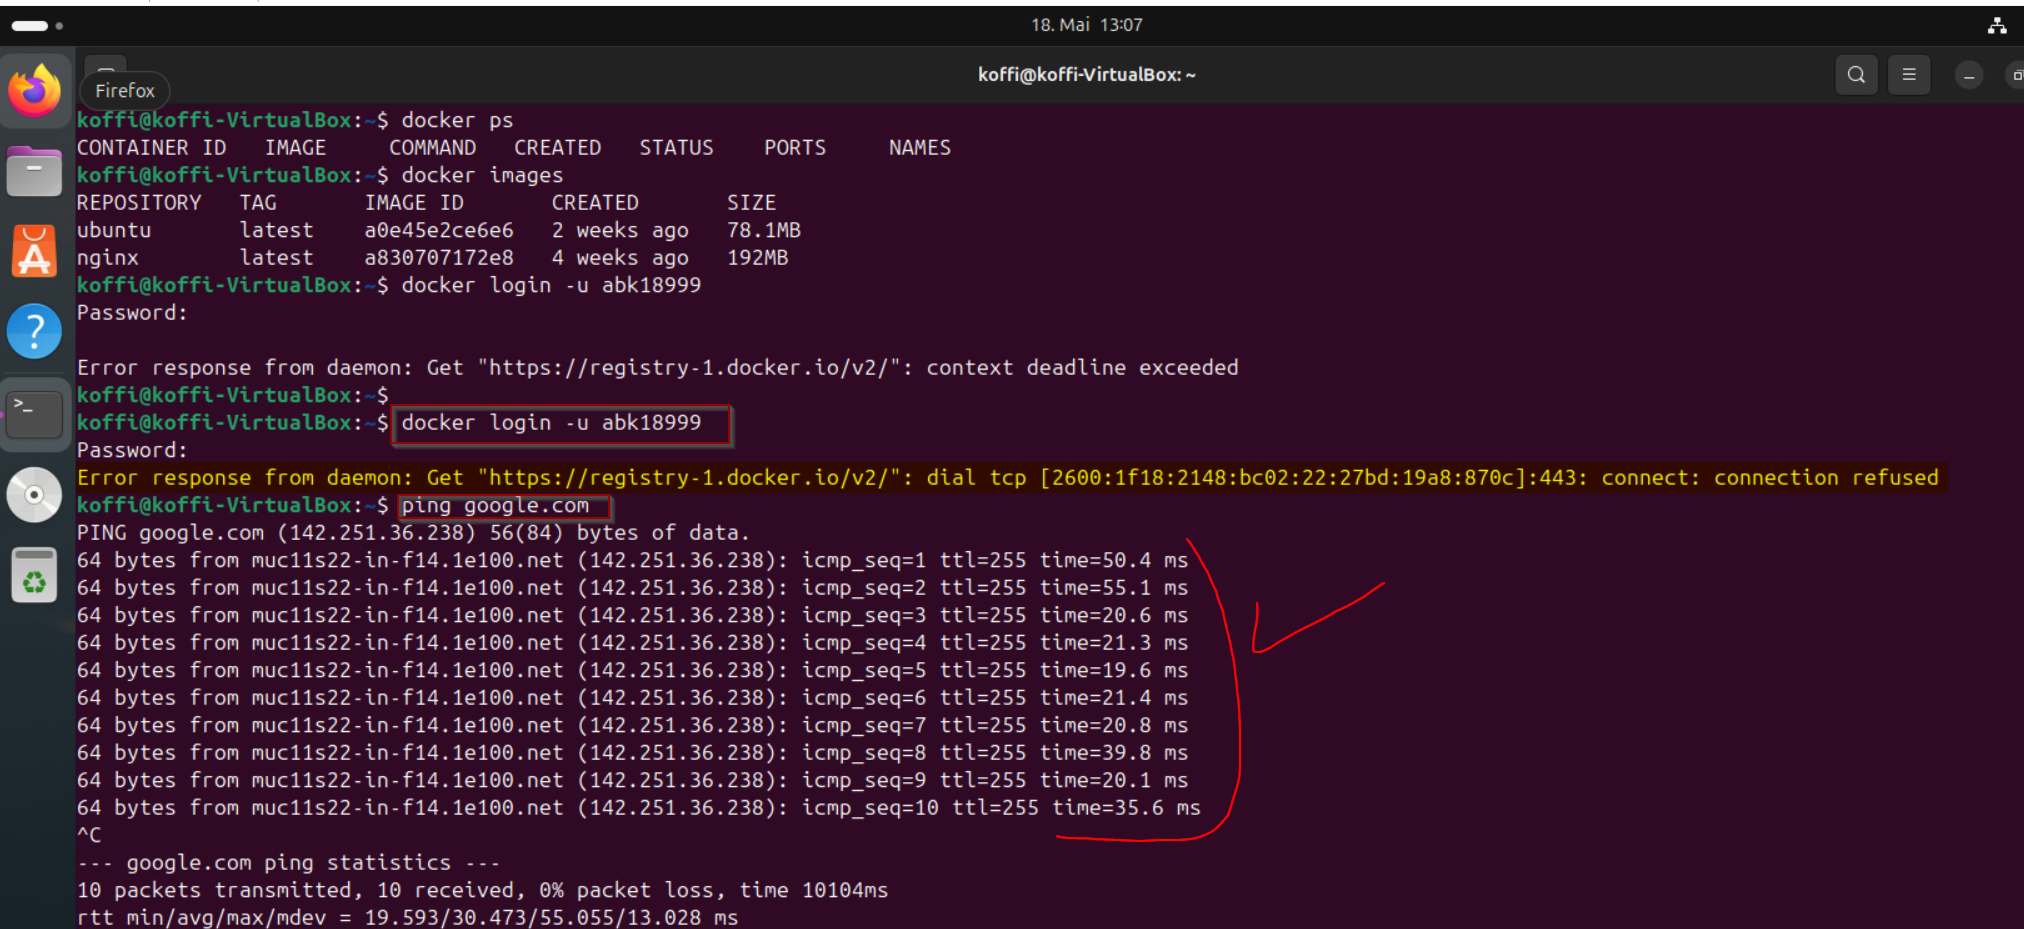 18. Mai 13:07
koffi@koffi-VirtualBox: ~
Firefox
koffi@koffi-VirtualBox:~$ docker ps
CONTAINER ID   IMAGE     COMMAND   CREATED   STATUS    PORTS     NAMES
koffi@koffi-VirtualBox:~$ docker images
REPOSITORY   TAG       IMAGE ID       CREATED       SIZE
ubuntu       latest    a0e45e2ce6e6   2 weeks ago   78.1MB
nginx        latest    a830707172e8   4 weeks ago   192MB
koffi@koffi-VirtualBox:~$ docker login -u abk18999
Password:
Error response from daemon: Get "https://registry-1.docker.io/v2/": context deadline exceeded
koffi@koffi-VirtualBox:~$
koffi@koffi-VirtualBox:~$ docker login -u abk18999
Password:
Error response from daemon: Get "https://registry-1.docker.io/v2/": dial tcp [2600:1f18:2148:bc02:22:27bd:19a8:870c]:443: connect: connection refused
koffi@koffi-VirtualBox:~$ ping google.com
PING google.com (142.251.36.238) 56(84) bytes of data.
64 bytes from muc11s22-in-f14.1e100.net (142.251.36.238): icmp_seq=1 ttl=255 time=50.4 ms
64 bytes from muc11s22-in-f14.1e100.net (142.251.36.238): icmp_seq=2 ttl=255 time=55.1 ms
64 bytes from muc11s22-in-f14.1e100.net (142.251.36.238): icmp_seq=3 ttl=255 time=20.6 ms
64 bytes from muc11s22-in-f14.1e100.net (142.251.36.238): icmp_seq=4 ttl=255 time=21.3 ms
64 bytes from muc11s22-in-f14.1e100.net (142.251.36.238): icmp_seq=5 ttl=255 time=19.6 ms
64 bytes from muc11s22-in-f14.1e100.net (142.251.36.238): icmp_seq=6 ttl=255 time=21.4 ms
64 bytes from muc11s22-in-f14.1e100.net (142.251.36.238): icmp_seq=7 ttl=255 time=20.8 ms
64 bytes from muc11s22-in-f14.1e100.net (142.251.36.238): icmp_seq=8 ttl=255 time=39.8 ms
64 bytes from muc11s22-in-f14.1e100.net (142.251.36.238): icmp_seq=9 ttl=255 time=20.1 ms
64 bytes from muc11s22-in-f14.1e100.net (142.251.36.238): icmp_seq=10 ttl=255 time=35.6 ms
^C
--- google.com ping statistics ---
10 packets transmitted, 10 received, 0% packet loss, time 10104ms
rtt min/avg/max/mdev = 19.593/30.473/55.055/13.028 ms